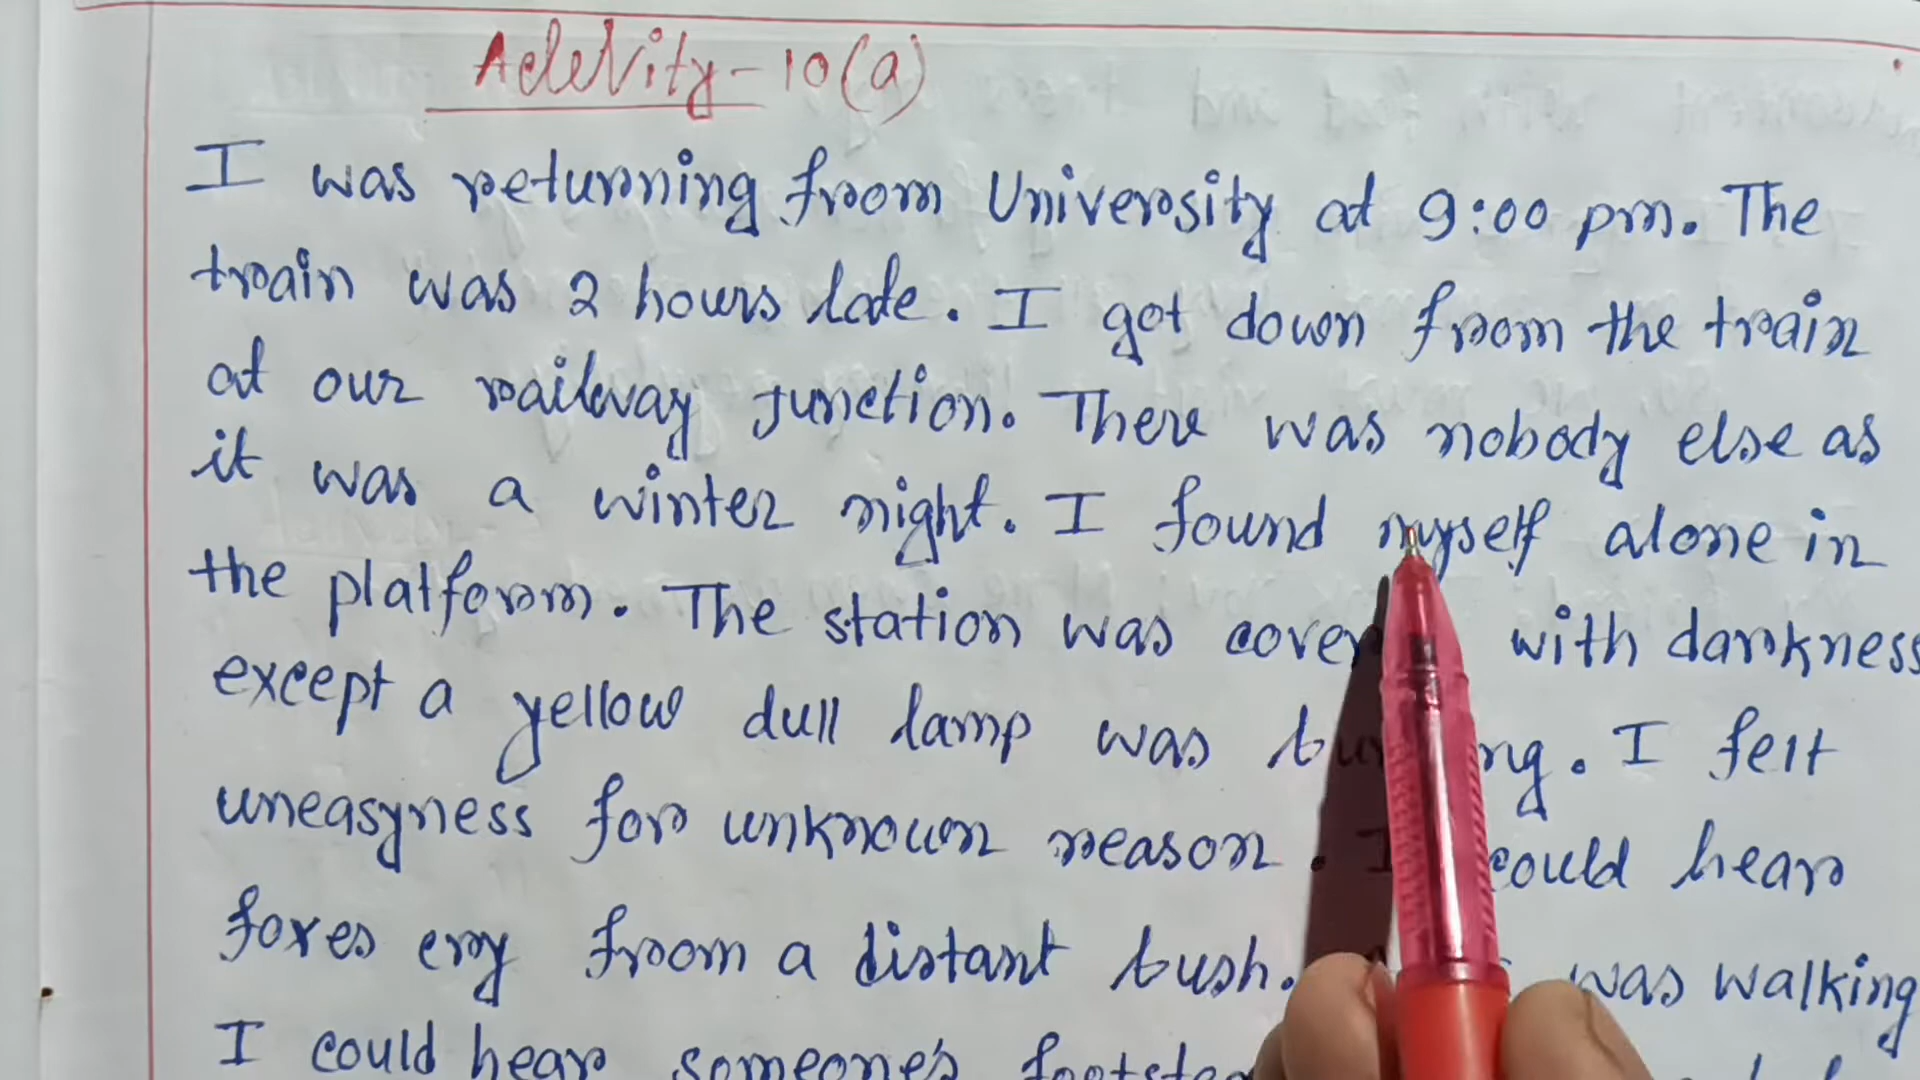 Activity-10(a)
I was returning from University at 9:00 pm. The
train was 2 hours late. I got down from the train
at our railway Junction. There was nobody else as
it was a winter night. I found myself alone in
the platform. The station was with darkness
except a yellow dull lamp was. I felt
uneasyness for unknown reason. I could hear
foxes cry from a distant bush. was walking
I could hear someone's